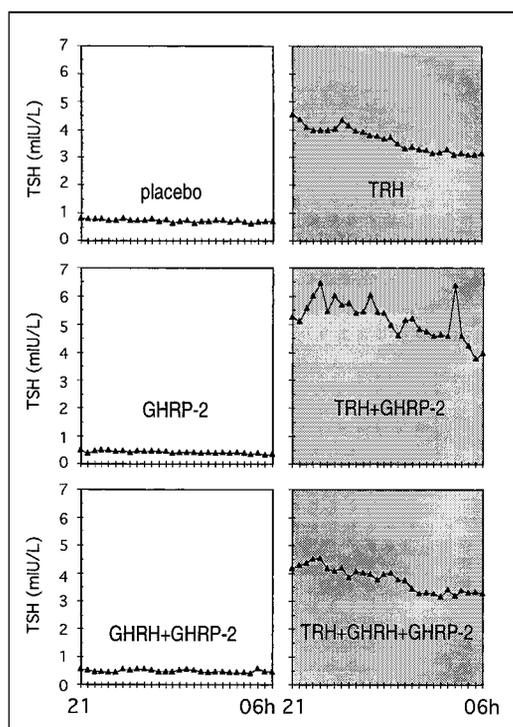 7
6
5
4
3
2
1
0
TSH (mIU/L)
placebo
TRH
7
6
5
4
3
2
1
0
TSH (mIU/L)
GHRP-2
TRH+GHRP-2
7
6
5
4
3
2
1
0
TSH (mIU/L)
GHRH+GHRP-2
TRH+GHRH+GHRP-2
21 06h 21 06h